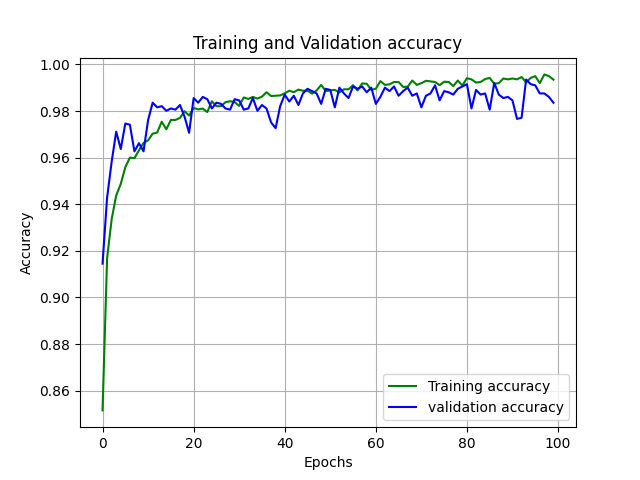 Training and Validation accuracy
1.00
0.98
0.96
0.94
0.92
0.90
0.88
0.86
Accuracy
Training accuracy
validation accuracy
0 20 40 60 80 100
Epochs